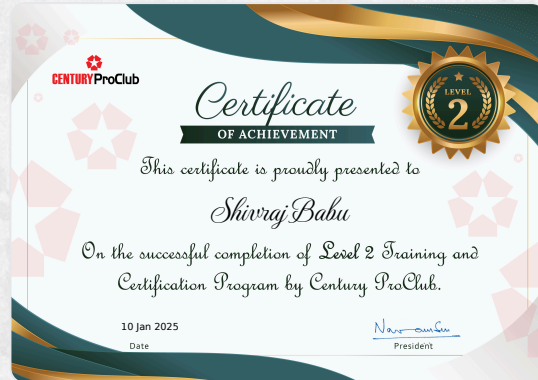 CENTURY ProClub
Certificate
OF ACHIEVEMENT
LEVEL
2
This certificate is proudly presented to
Shivraj Babu
On the successful completion of Level 2 Training and
Certification Program by Century ProClub.
10 Jan 2025
Date
President